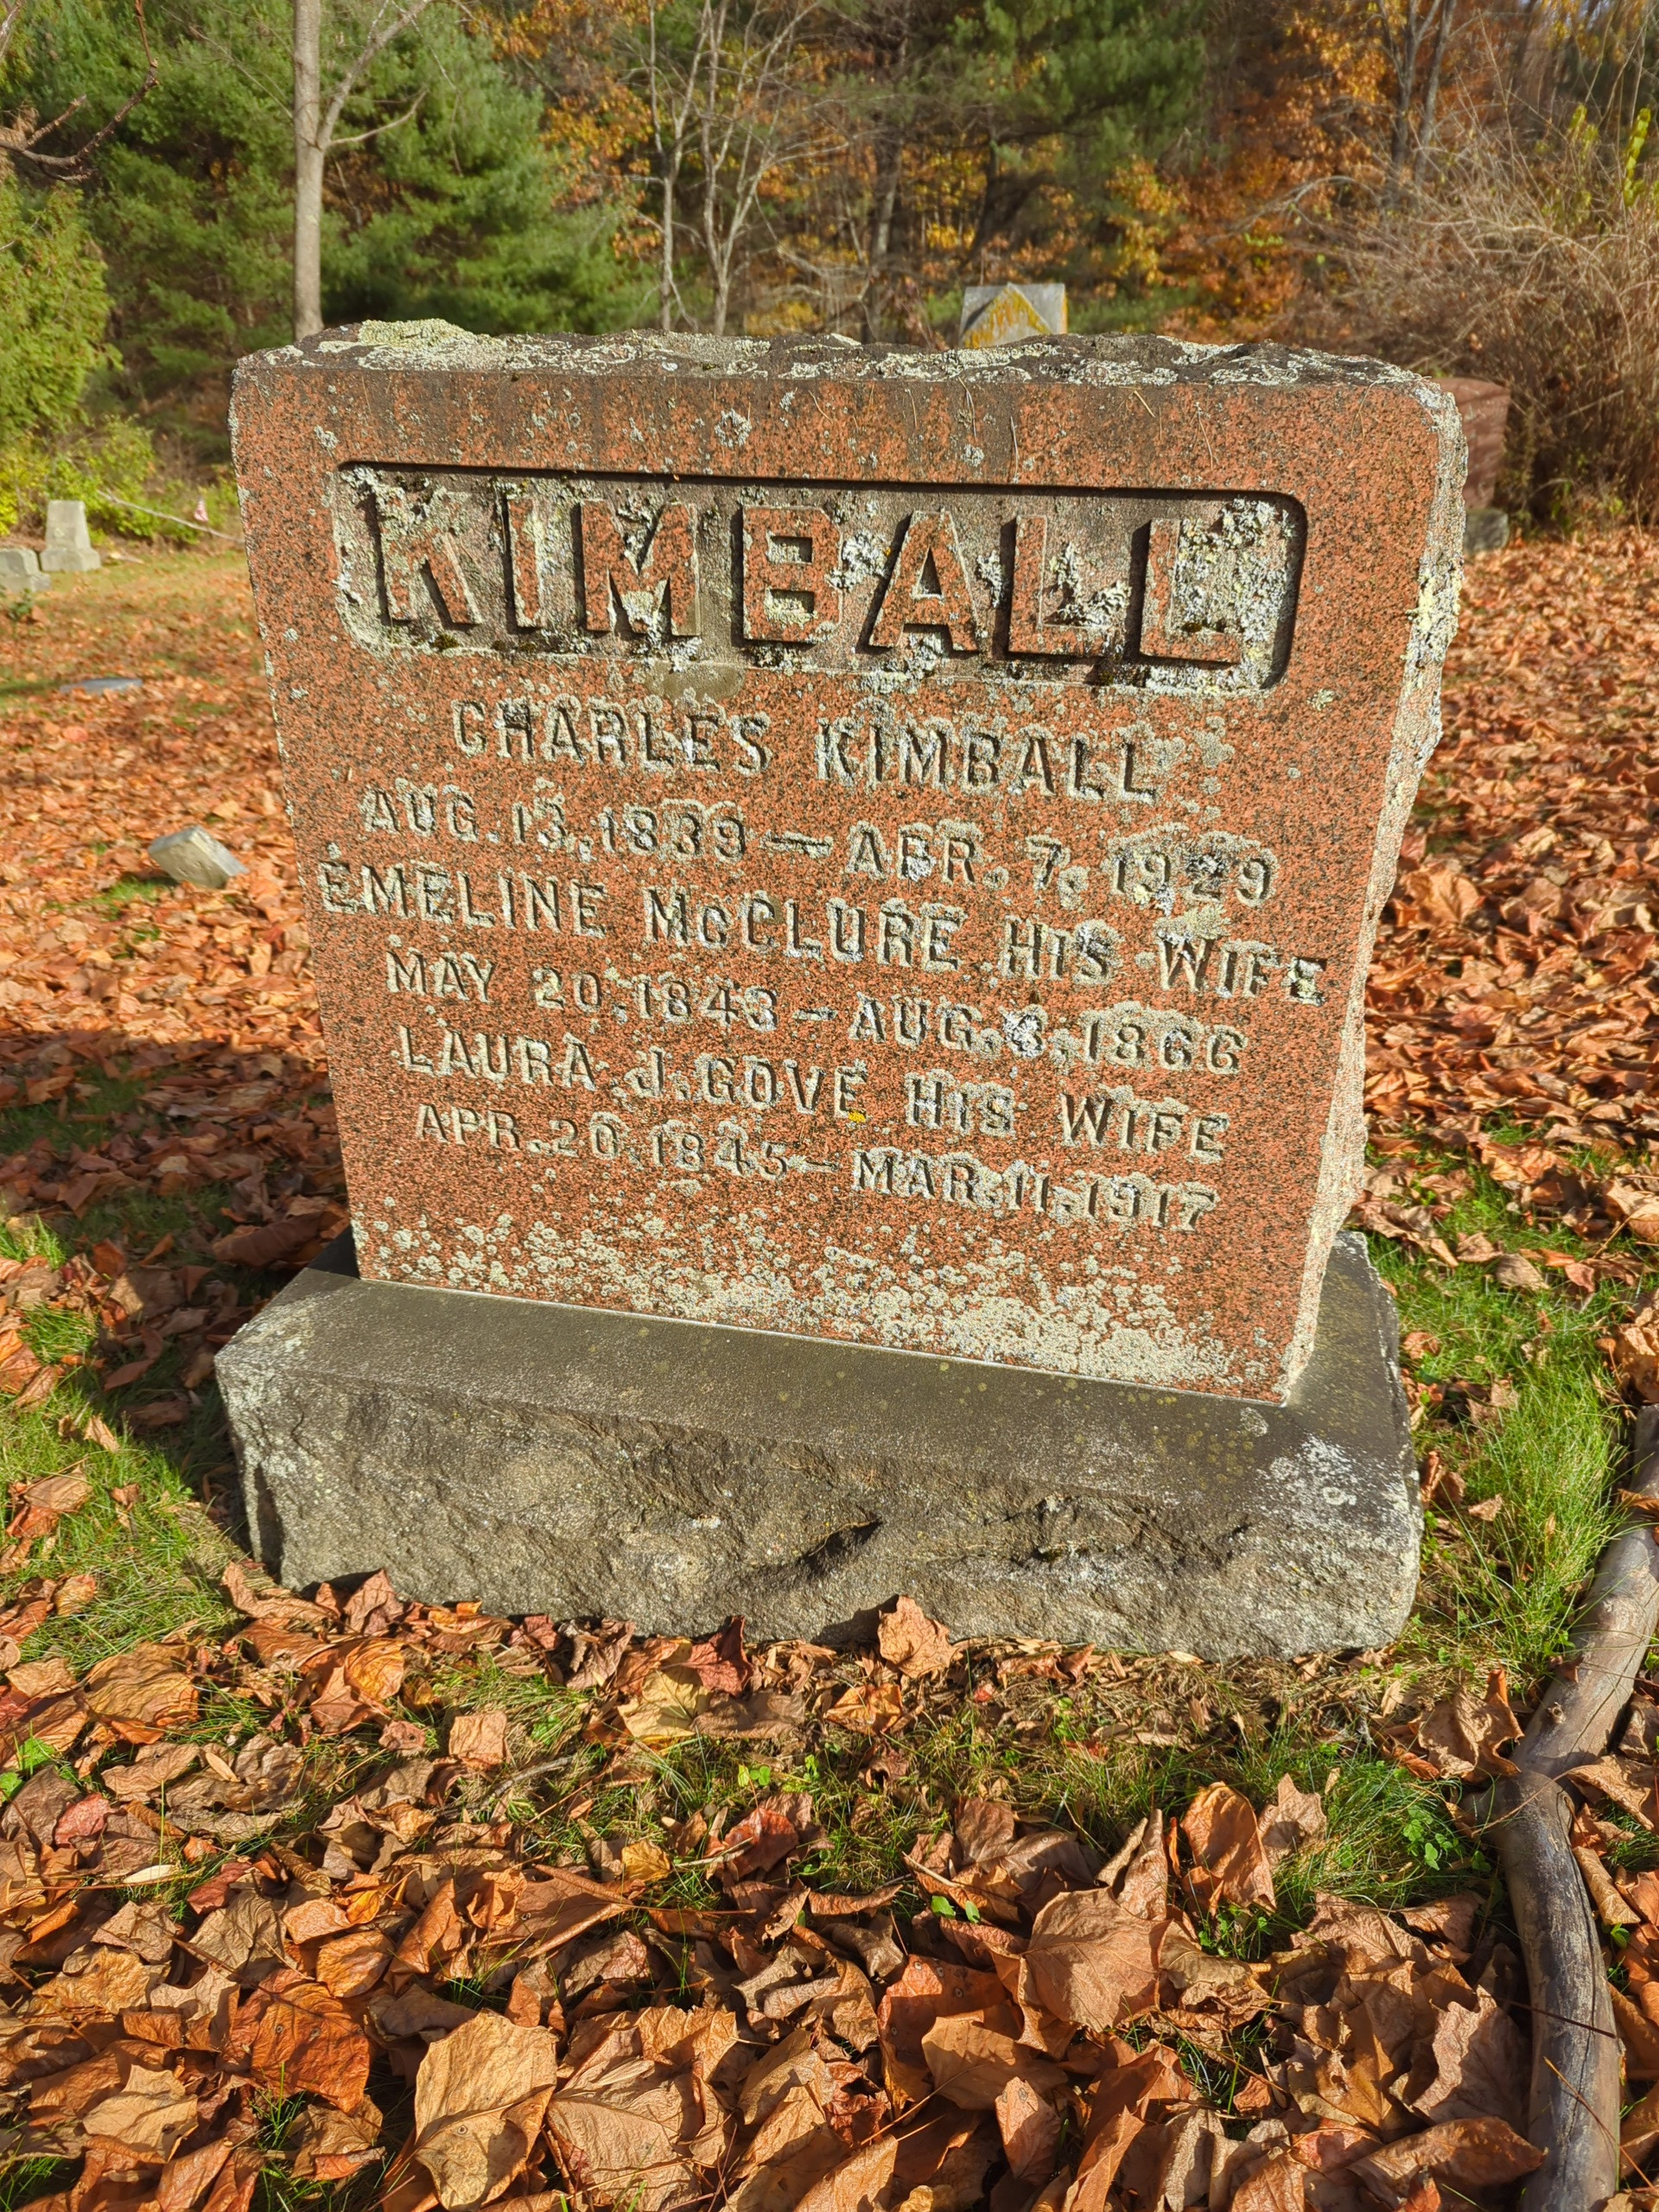 KIMBALL
CHARLES KIMBALL
AUG. 13, 1839 — APR. 7, 1929
EMELINE McCLURE HIS WIFE
MAY 20, 1843 — AUG. 1866
LAURA J. GOVE HIS WIFE
APR. 20, 1845 — MAR. 11, 1917